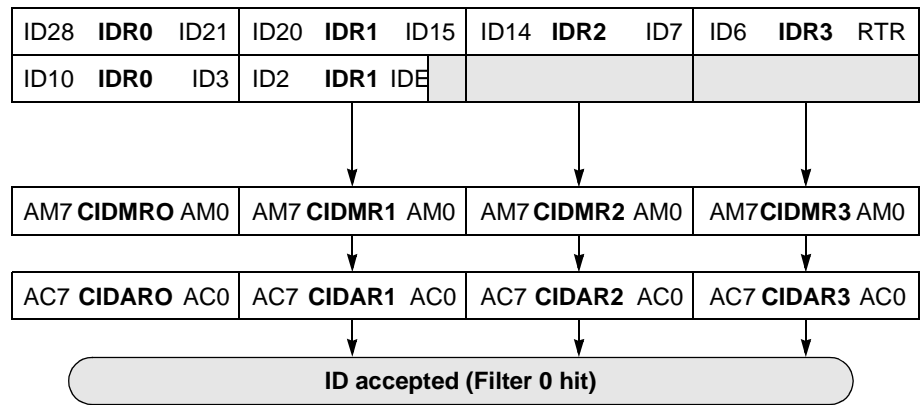 ID28 IDR0 ID21 ID20 IDR1 ID15 ID14 IDR2 ID7 ID6 IDR3 RTR
ID10 IDR0 ID3 ID2 IDR1 IDE
AM7 CIDMRO AM0 AM7 CIDMR1 AM0 AM7 CIDMR2 AM0 AM7 CIDMR3 AM0
AC7 CIDARO AC0 AC7 CIDAR1 AC0 AC7 CIDAR2 AC0 AC7 CIDAR3 AC0
ID accepted (Filter 0 hit)